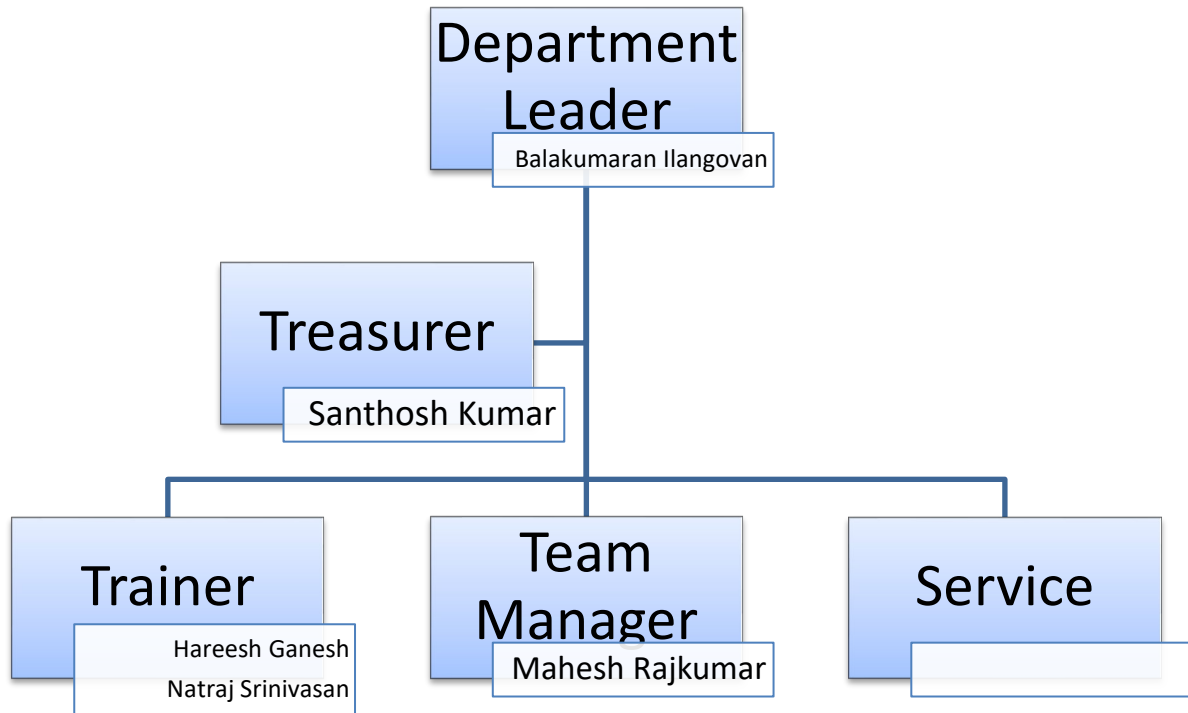 Department
Leader
Balakumaran Ilangovan
Treasurer
Santhosh Kumar
Trainer
Hareesh Ganesh
Natraj Srinivasan
Team
Manager
Mahesh Rajkumar
Service